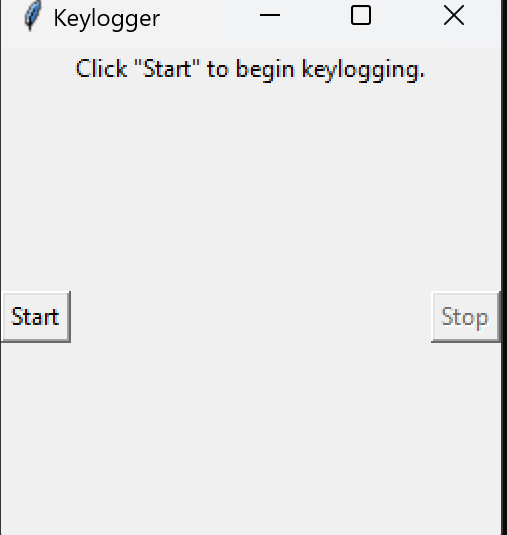 Keylogger
Click "Start" to begin keylogging.
Start
Stop